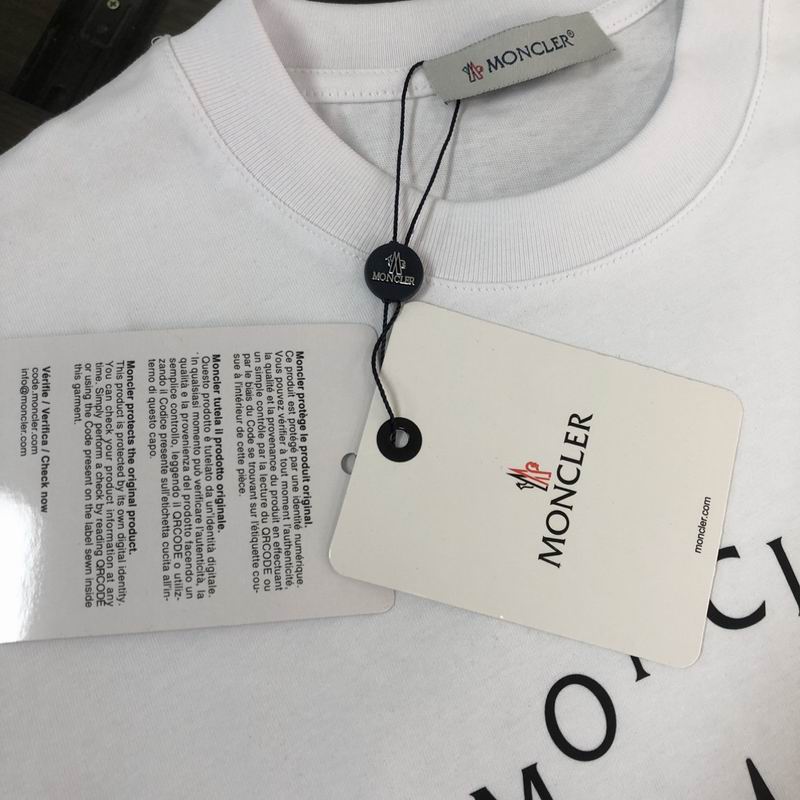 MONCLER®
MONCLER
MONCLER
moncler.com
Moncler protège le produit original.
Ce produit est protégé par une identité numérique.
Vous pouvez vérifier à tout moment l'authenticité,
la qualité et la provenance du produit en effectuant
un simple contrôle par la lecture du QRCODE ou
par le biais du Code se trouvant sur l'étiquette cou-
sue à l'intérieur de cette pièce.
Moncler tutela il prodotto originale.
Questo prodotto è tutelato da un'identità digitale.
In qualsiasi momento può verificare l'autenticità, la
qualità e la provenienza del prodotto facendo un
semplice controllo, leggendo il QRCODE o utiliz-
zando il Codice presente sull'etichetta cucita all'in-
terno di questo capo.
Moncler protects the original product.
This product is protected by its own digital identity.
You can check your product information at any
time. Simply perform a check by reading QRCODE
or using the Code present on the label sewn inside
this garment.
Vérifie / Verifica / Check now
code.moncler.com
info@moncler.com
MONCL